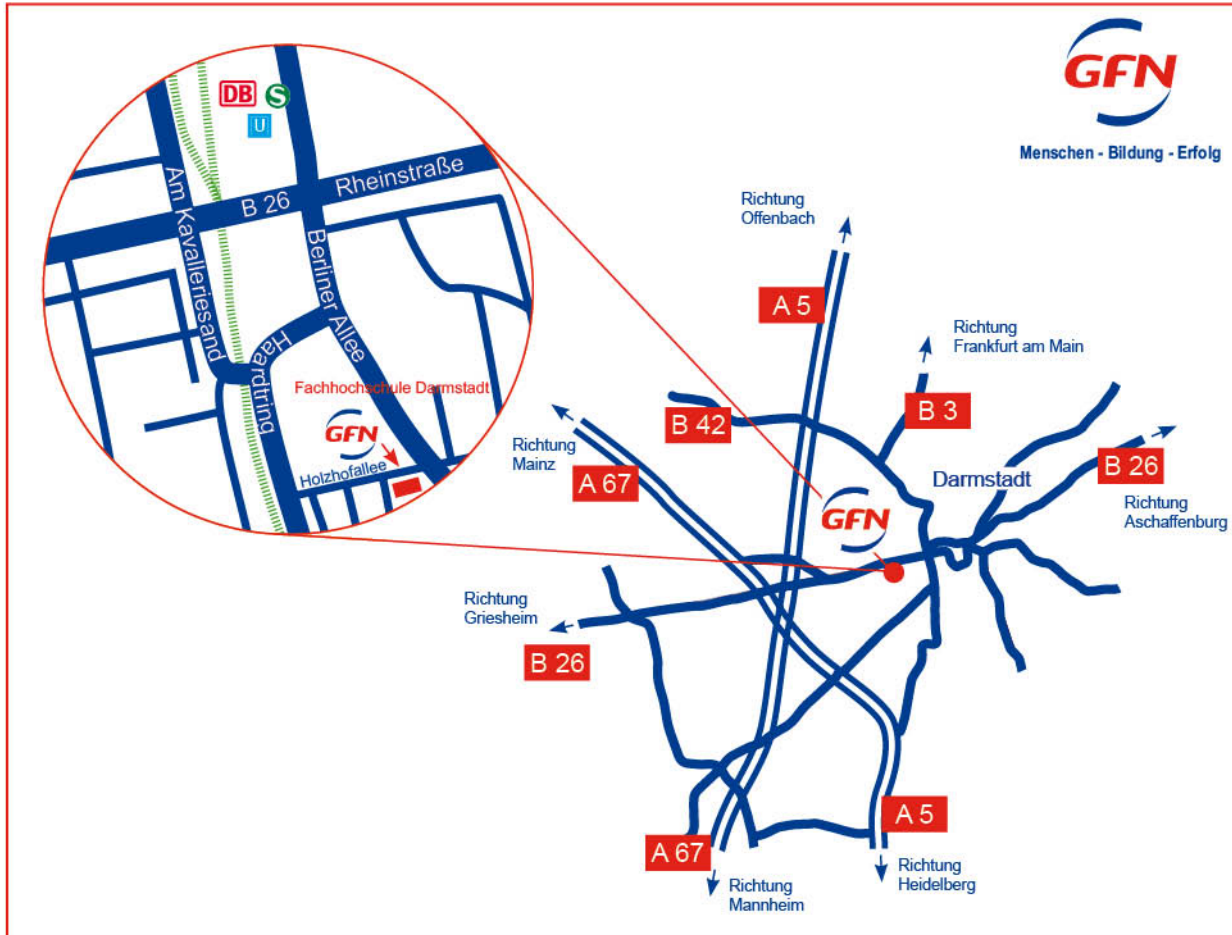 GFN
Menschen - Bildung - Erfolg
DB
S
U
Am Kavalleriesand
B 26
Rheinstraße
Berliner Allee
Haardtring
Fachhochschule Darmstadt
GFN
Holzhofallee
Richtung
Offenbach
A 5
Richtung
Frankfurt am Main
B 3
B 42
Richtung
Mainz
A 67
Darmstadt
B 26
Richtung
Aschaffenburg
GFN
Richtung
Griesheim
B 26
A 5
Richtung
Heidelberg
A 67
Richtung
Mannheim